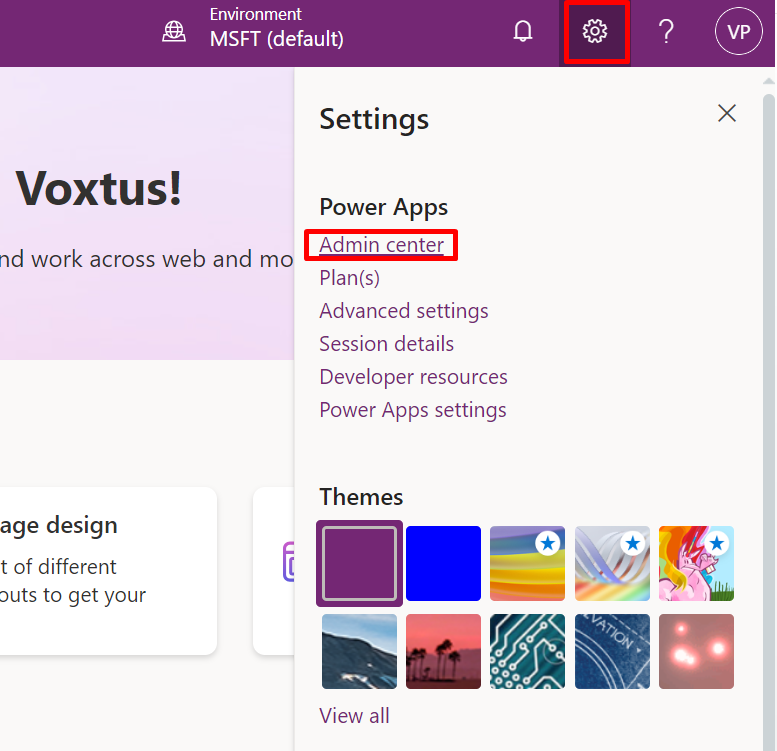 Environment
MSFT (default)
VP
Settings
Voxtus!
nd work across web and mo
Power Apps
Admin center
Plan(s)
Advanced settings
Session details
Developer resources
Power Apps settings
age design
t of different
outs to get your
Themes
EVATION
View all